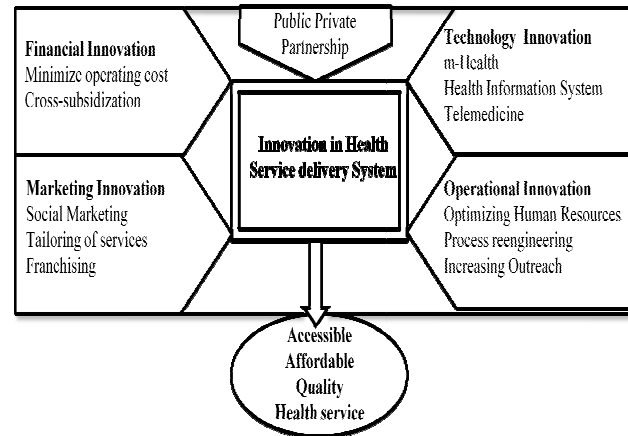 Public Private
Partnership
Financial Innovation
Minimize operating cost
Cross-subsidization
Technology Innovation
m-Health
Health Information System
Telemedicine
Innovation in Health
Service delivery System
Marketing Innovation
Social Marketing
Tailoring of services
Franchising
Operational Innovation
Optimizing Human Resources
Process reengineering
Increasing Outreach
Accessible
Affordable
Quality
Health service